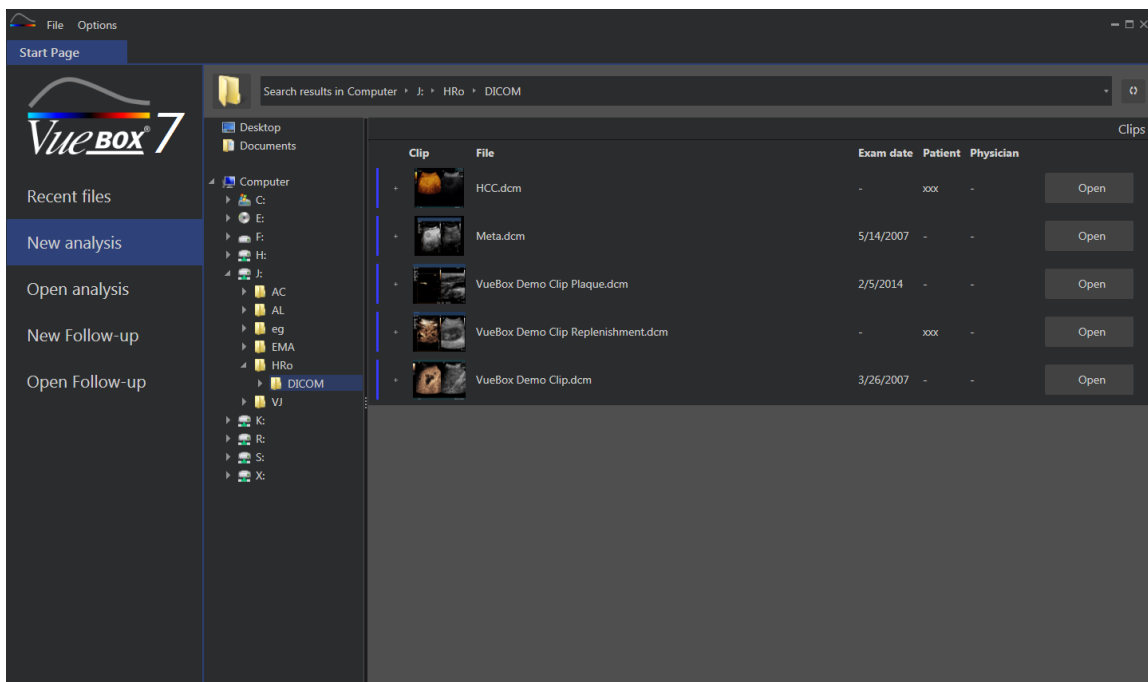 File Options
Start Page
VUEBOX® 7
Recent files
New analysis
Open analysis
New Follow-up
Open Follow-up
Search results in Computer J: HRo DICOM
Desktop
Documents
Computer
C:
E:
F:
H:
J:
AC
AL
eg
EMA
HRo
DICOM
VJ
K:
R:
S:
X:
Clips
Clip File Exam date Patient Physician
+ HCC.dcm - xxx - Open
+ Meta.dcm 5/14/2007 - - Open
+ VueBox Demo Clip Plaque.dcm 2/5/2014 - - Open
+ VueBox Demo Clip Replenishment.dcm - xxx - Open
+ VueBox Demo Clip.dcm 3/26/2007 - - Open